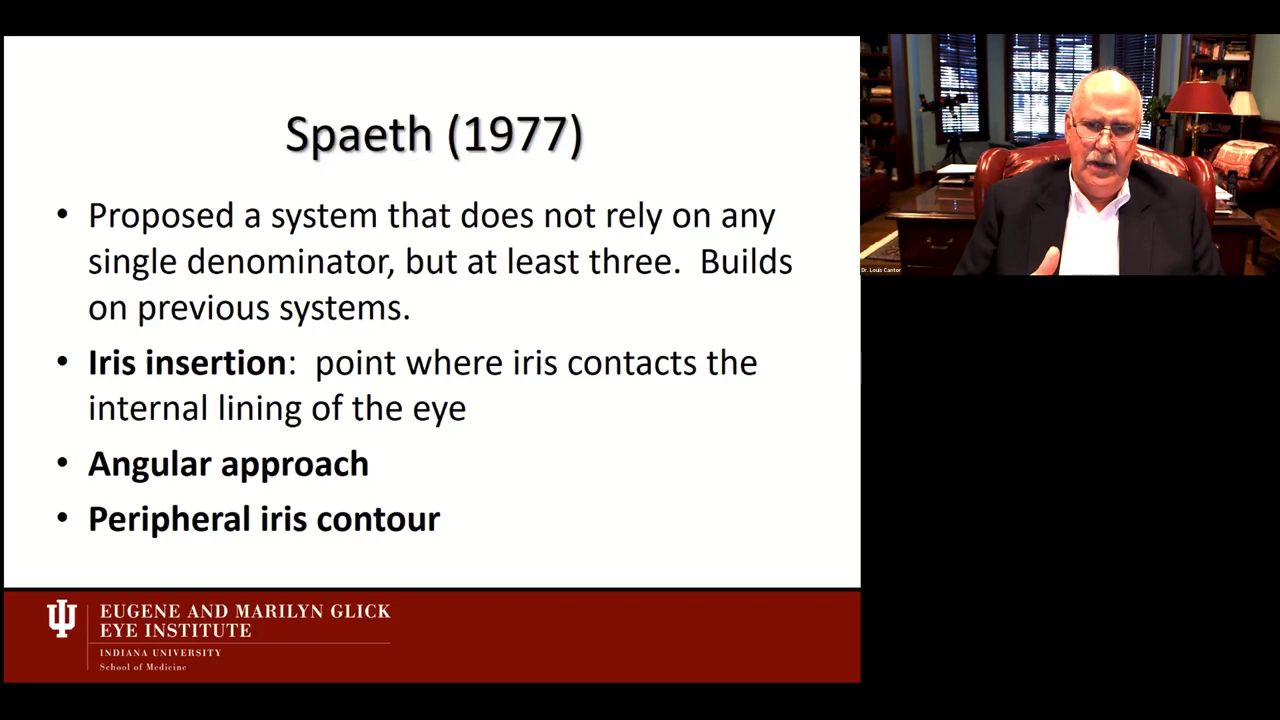 Spaeth (1977)
• Proposed a system that does not rely on any
single denominator, but at least three.  Builds
on previous systems.
• Iris insertion:  point where iris contacts the
internal lining of the eye
• Angular approach
• Peripheral iris contour
EUGENE AND MARILYN GLICK
EYE INSTITUTE
INDIANA UNIVERSITY
School of Medicine
Dr. Louis Cantor